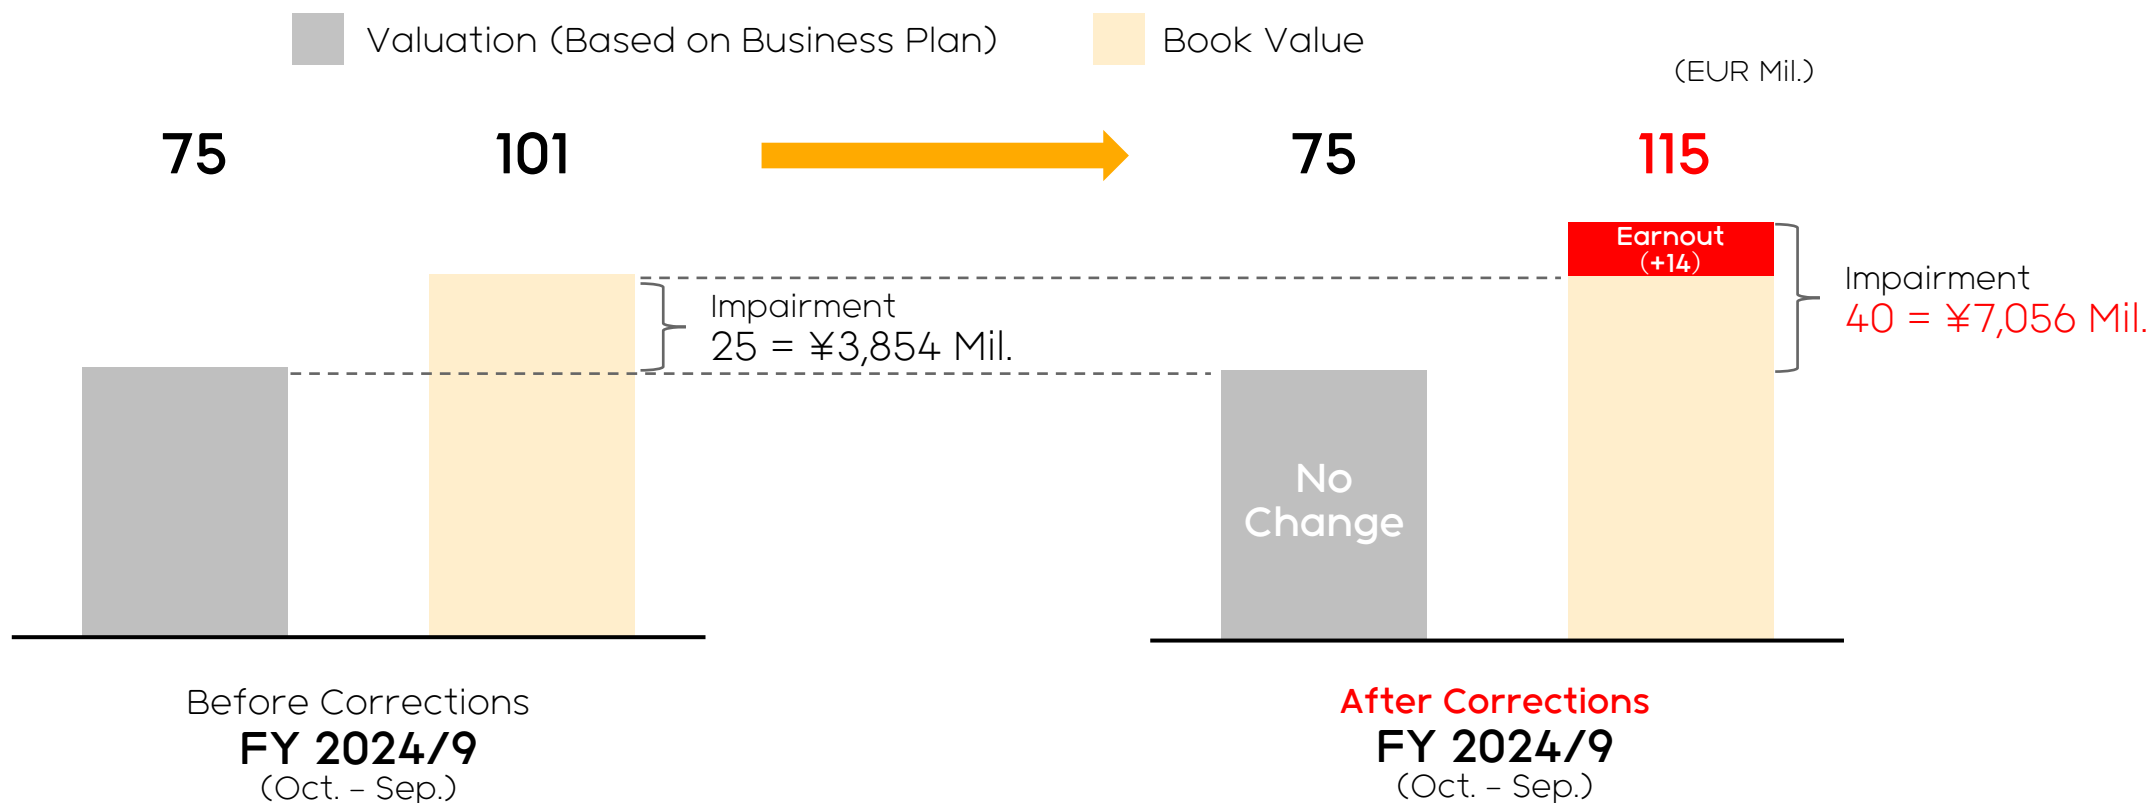 Valuation (Based on Business Plan)
Book Value
(EUR Mil.)
75
101
75
115
Earnout
(+14)
Impairment
25 = ¥3,854 Mil.
Impairment
40 = ¥7,056 Mil.
No
Change
Before Corrections
FY 2024/9
(Oct. – Sep.)
After Corrections
FY 2024/9
(Oct. – Sep.)